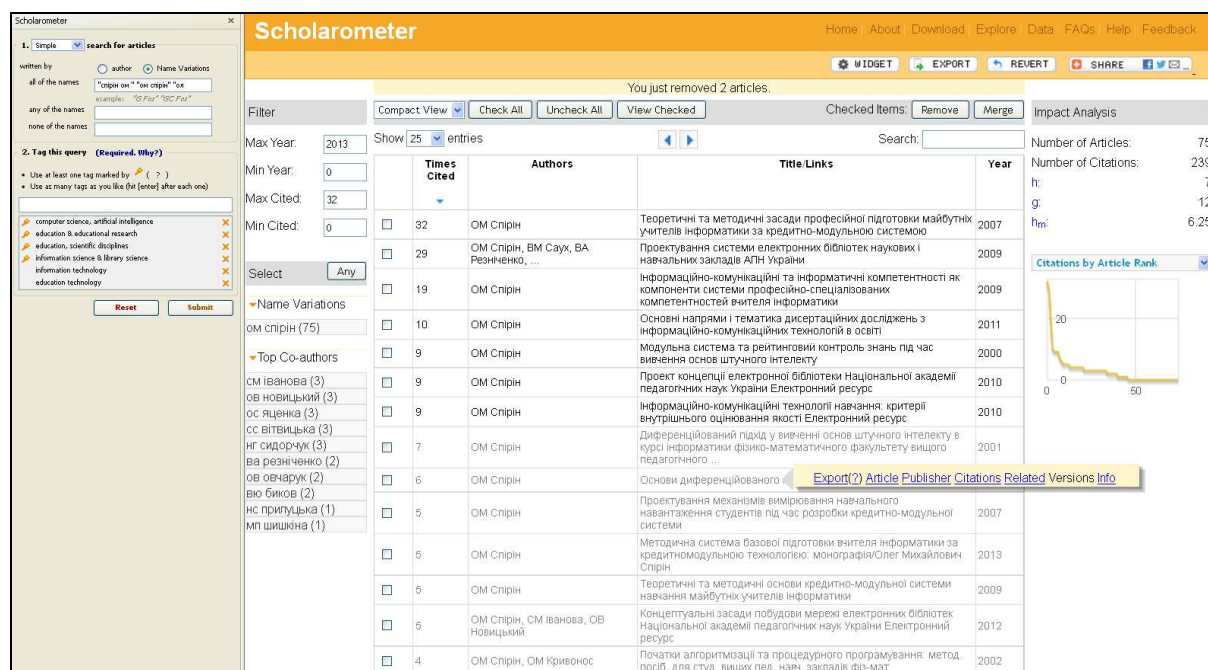 Scholarometer ×
1. Simple search for articles
written by
author Name Variations
all of the names "спірін ом " "ом спірін" "ол
example: "G Fox" "GC Fox"
any of the names
none of the names
2. Tag this query (Required. Why?)
• Use at least one tag marked by ( ? )
• Use as many tags as you like (hit [enter] after each one)
computer science, artificial intelligence
education & educational research
education, scientific disciplines
information science & library science
information technology
education technology
Reset Submit
Scholarometer
Home About Download Explore Data FAQs Help Feedback
WIDGET EXPORT REVERT SHARE
You just removed 2 articles.
Filter
Max Year: 2013
Min Year: 0
Max Cited: 32
Min Cited: 0
Select Any
Name Variations
ом спірін (75)
Top Co-authors
см іванова (3)
ов новицький (3)
ос яценка (3)
сс вітвицька (3)
нг сидорчук (3)
ва резніченко (2)
ов овчарук (2)
вю биков (2)
нс прилуцька (1)
мп шишкіна (1)
Compact View Check All Uncheck All View Checked Checked Items: Remove Merge
Show 25 entries Search:
Times Cited Authors Title/Links Year
32 ОМ Спірін Теоретичні та методичні засади професійної підготовки майбутніх
учителів інформатики за кредитно-модульною системою 2007
29 ОМ Спірін, ВМ Саух, ВА
Резніченко, ... Проектування системи електронних бібліотек наукових і
навчальних закладів АПН України 2009
19 ОМ Спірін Інформаційно-комунікаційні та інформатичні компетентності як
компоненти системи професійно-спеціалізованих
компетентностей вчителя інформатики 2009
10 ОМ Спірін Основні напрями і тематика дисертаційних досліджень з
інформаційно-комунікаційних технологій в освіті 2011
9 ОМ Спірін Модульна система та рейтинговий контроль знань під час
вивчення основ штучного інтелекту 2000
9 ОМ Спірін Проект концепції електронної бібліотеки Національної академії
педагогічних наук України Електронний ресурс 2010
9 ОМ Спірін Інформаційно-комунікаційні технології навчання: критерії
внутрішнього оцінювання якості Електронний ресурс 2010
7 ОМ Спірін Диференційований підхід у вивченні основ штучного інтелекту в
курсі інформатики фізико-математичного факультету вищого
педагогічного ... 2001
6 ОМ Спірін Основи диференційованого
Export(?) Article Publisher Citations Related Versions Info
5 ОМ Спірін Проектування механізмів вимірювання навчального
навантаження студентів під час розробки кредитно-модульної
системи 2007
5 ОМ Спірін Методична система базової підготовки вчителя інформатики за
кредитномодульною технологією: монографія/Олег Михайлович
Спірін 2013
5 ОМ Спірін Теоретичні та методичні основи кредитно-модульної системи
навчання майбутніх учителів інформатики 2009
5 ОМ Спірін, СМ Іванова, ОВ
Новицький Концептуальні засади побудови мережі електронних бібліотек
Національної академії педагогічних наук України Електронний
ресурс 2012
4 ОМ Спірін, ОМ Кривонос Початки алгоритмізації та процедурного програмування: метод.
посіб. для студ. вищих пед. навч. закладів фіз-мат 2002
Impact Analysis
Number of Articles: 75
Number of Citations: 239
h: 7
g: 12
hm: 6.25
Citations by Article Rank
20
0
0 50